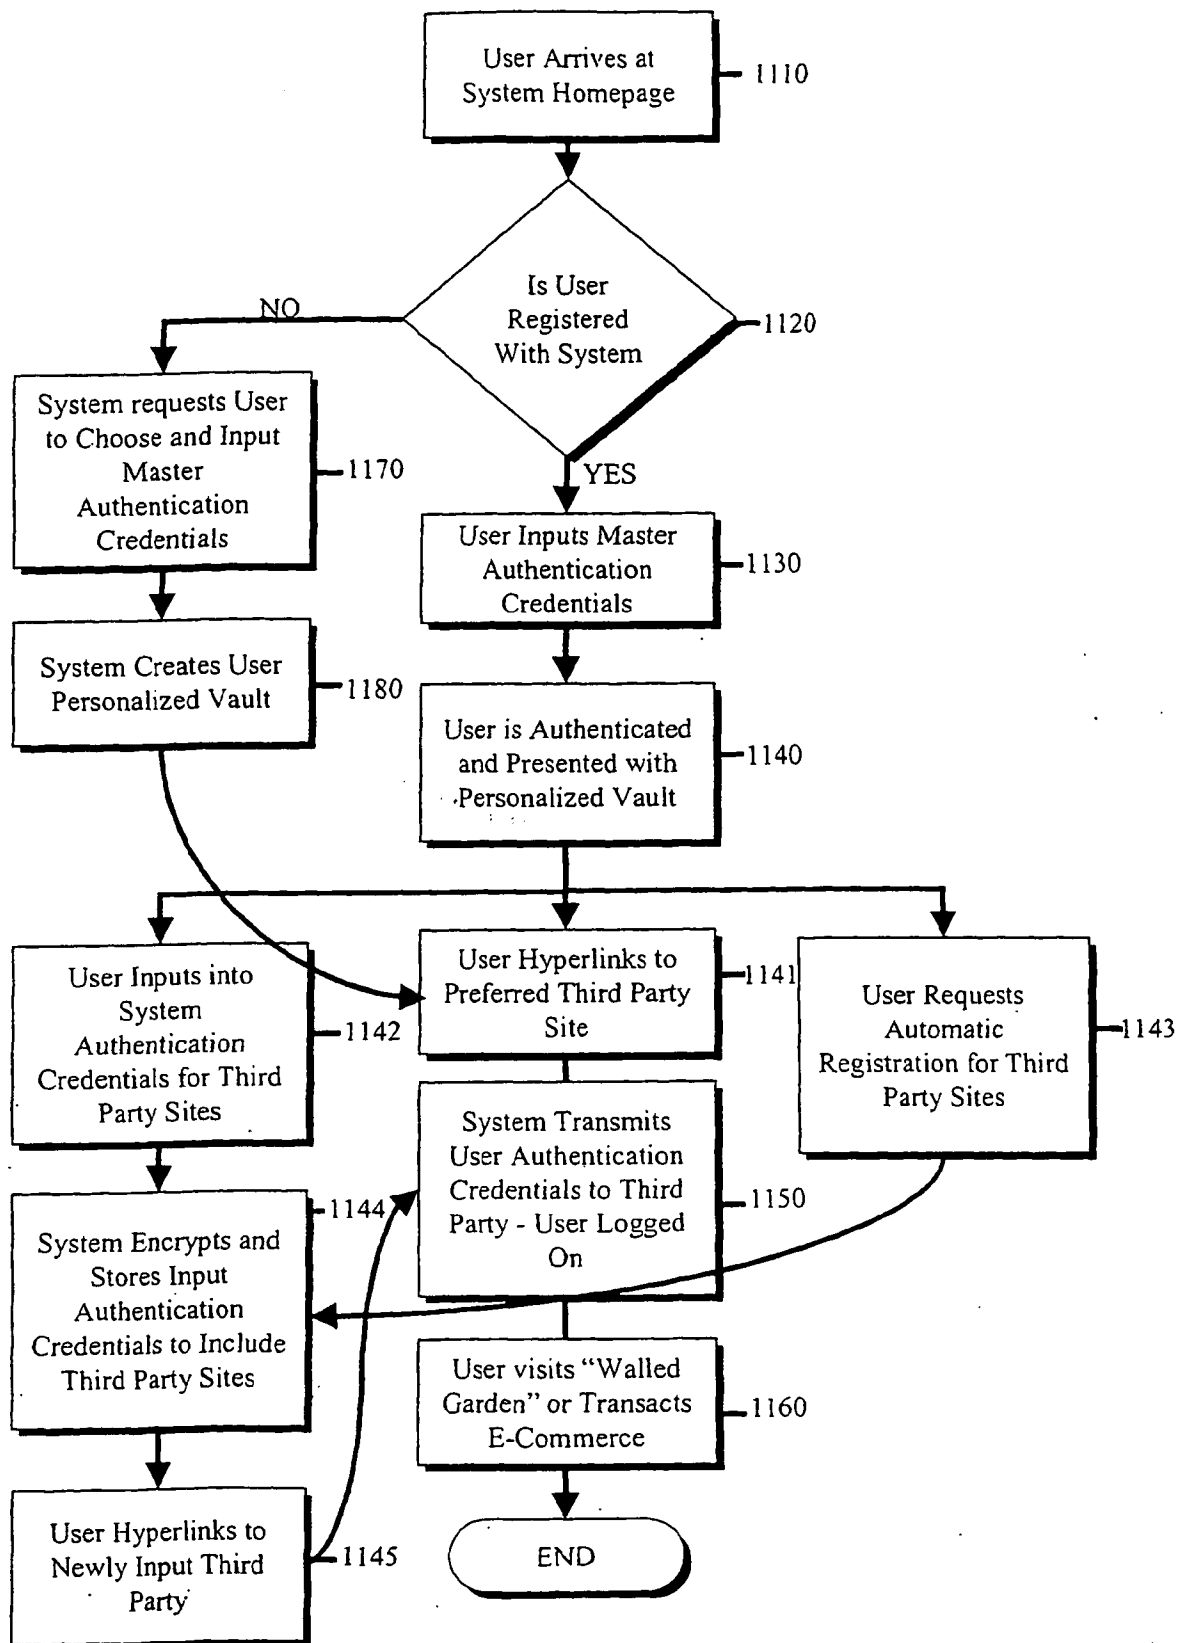 User Arrives at
System Homepage
1110
Is User
Registered
With System
1120
NO
YES
System requests User
to Choose and Input
Master
Authentication
Credentials
1170
User Inputs Master
Authentication
Credentials
1130
System Creates User
Personalized Vault
1180
User is Authenticated
and Presented with
Personalized Vault
1140
User Inputs into
System
Authentication
Credentials for Third
Party Sites
1142
User Hyperlinks to
Preferred Third Party
Site
1141
User Requests
Automatic
Registration for Third
Party Sites
1143
System Transmits
User Authentication
Credentials to Third
Party - User Logged
On
1150
System Encrypts and
Stores Input
Authentication
Credentials to Include
Third Party Sites
1144
User visits “Walled
Garden” or Transacts
E-Commerce
1160
User Hyperlinks to
Newly Input Third
Party
1145
END